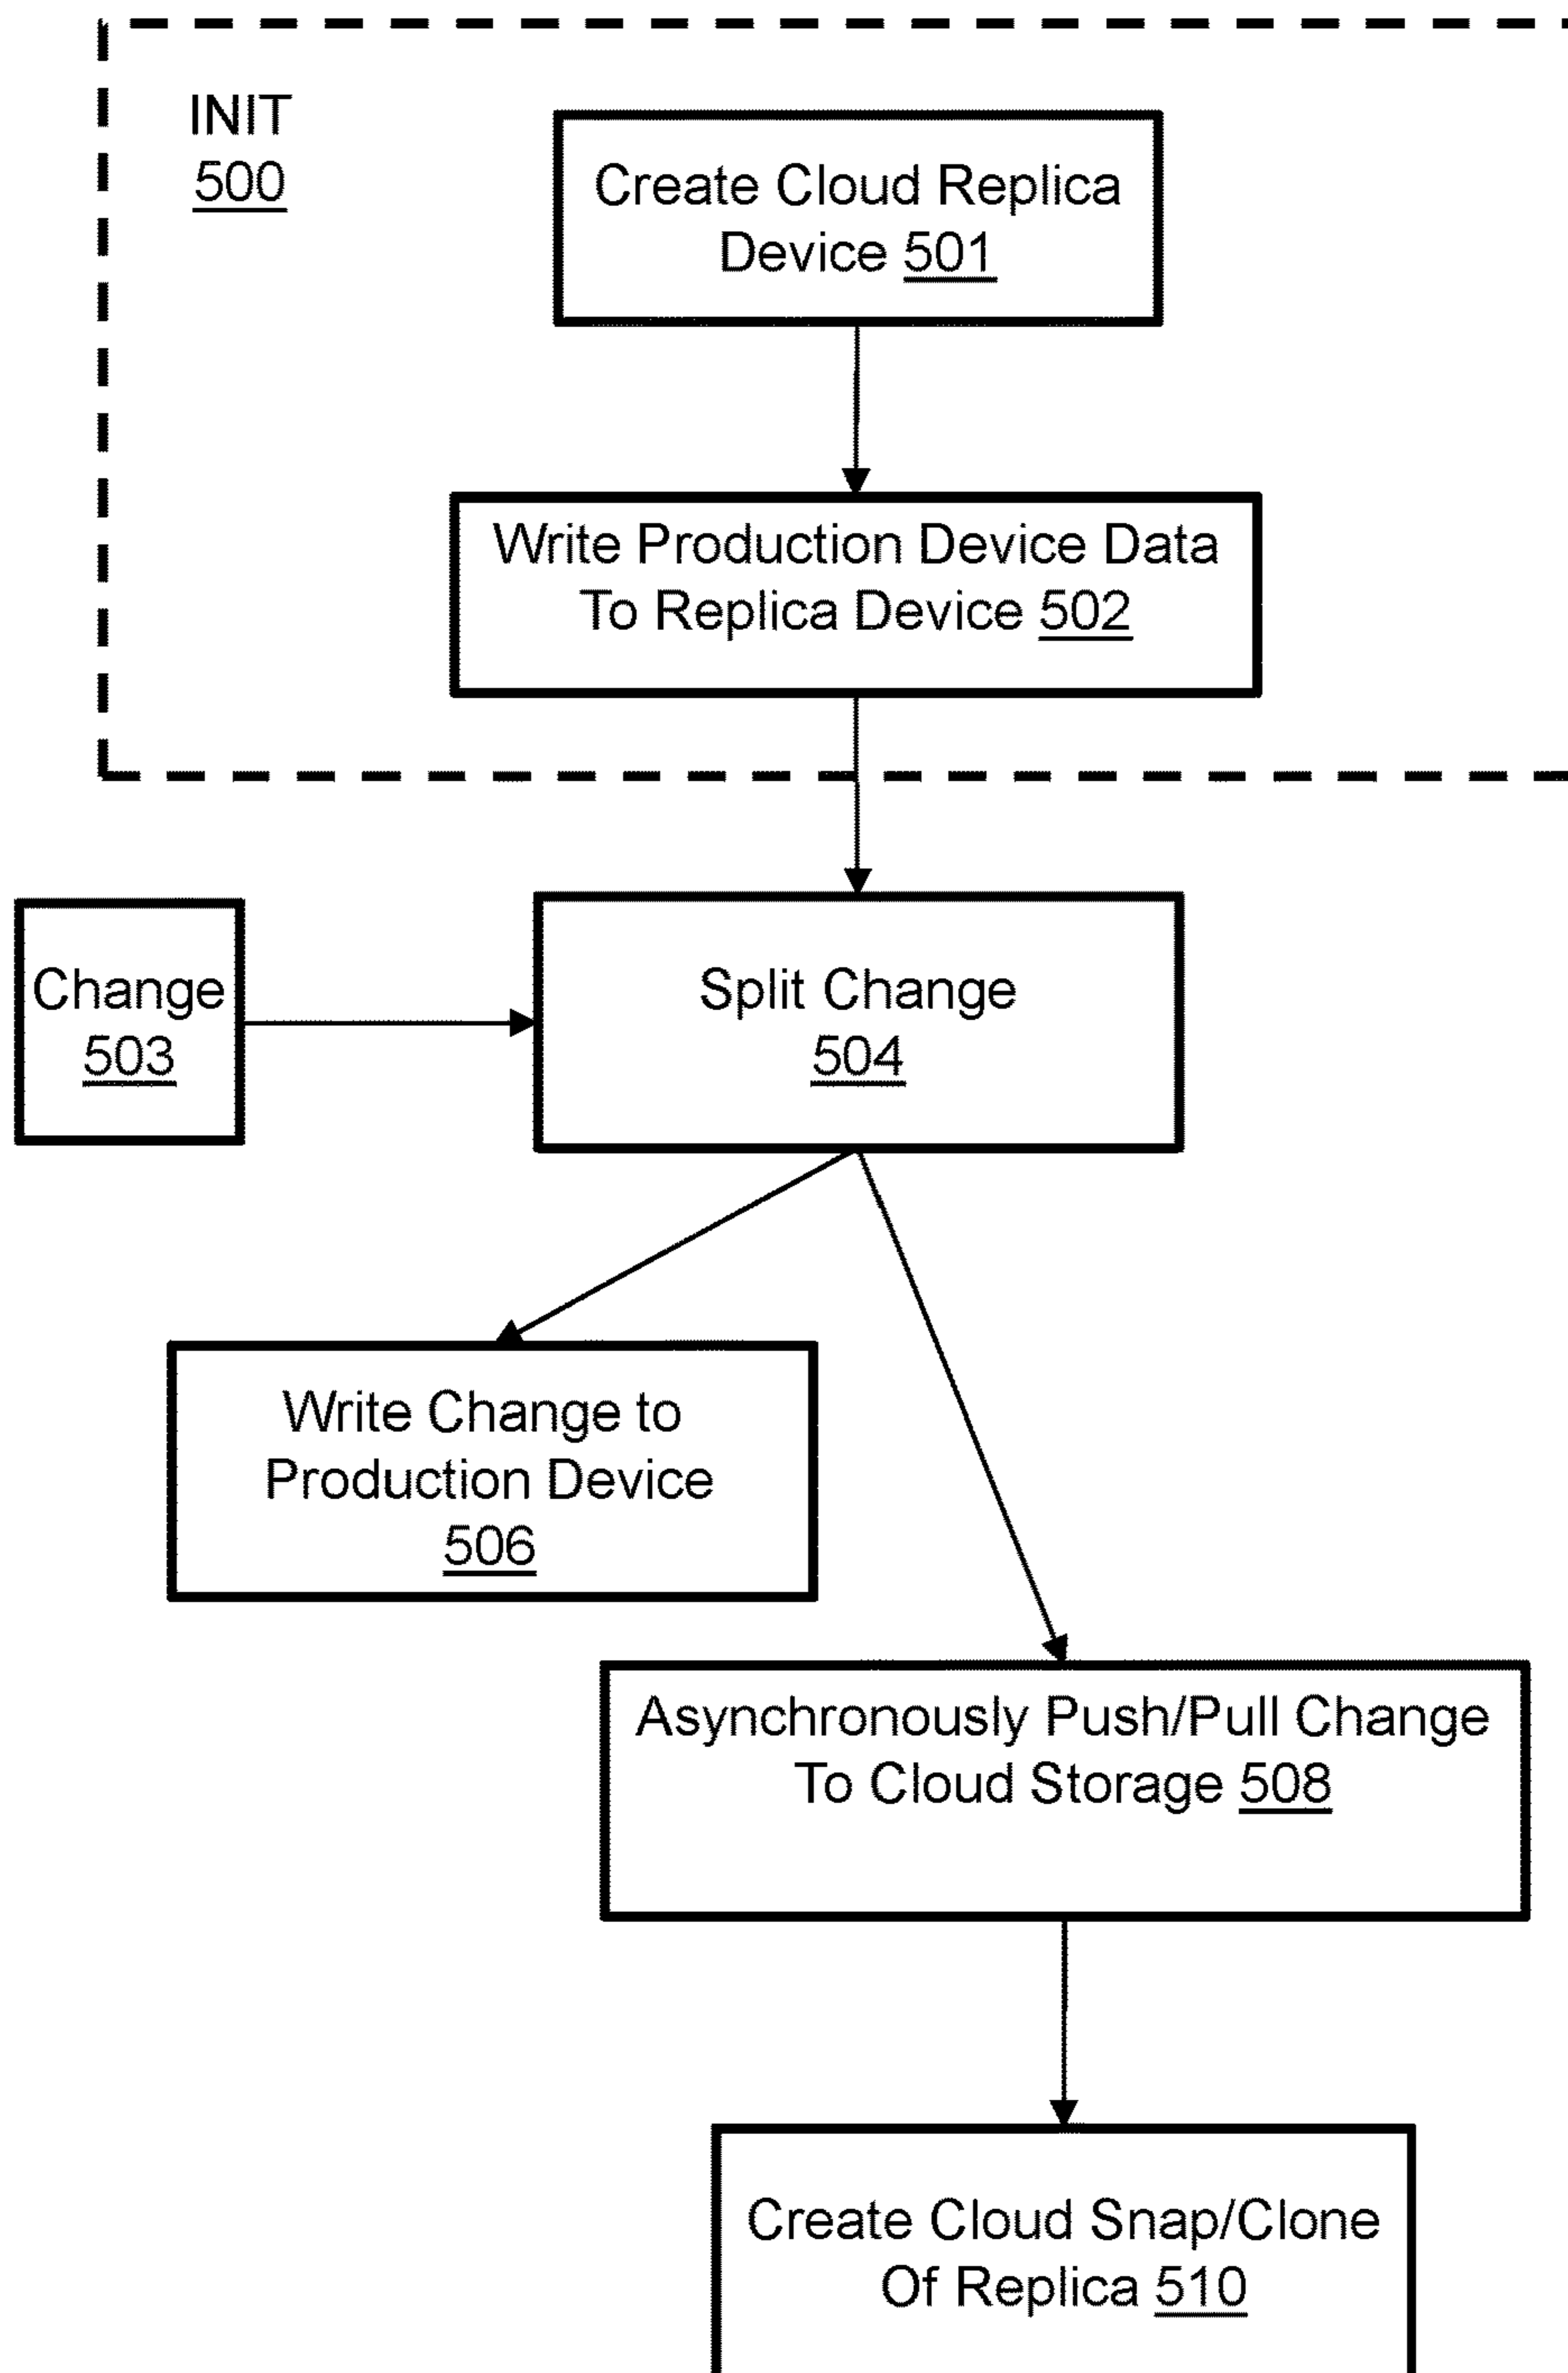 INIT
500
Create Cloud Replica
Device 501
Write Production Device Data
To Replica Device 502
Change
503
Split Change
504
Write Change to
Production Device
506
Asynchronously Push/Pull Change
To Cloud Storage 508
Create Cloud Snap/Clone
Of Replica 510